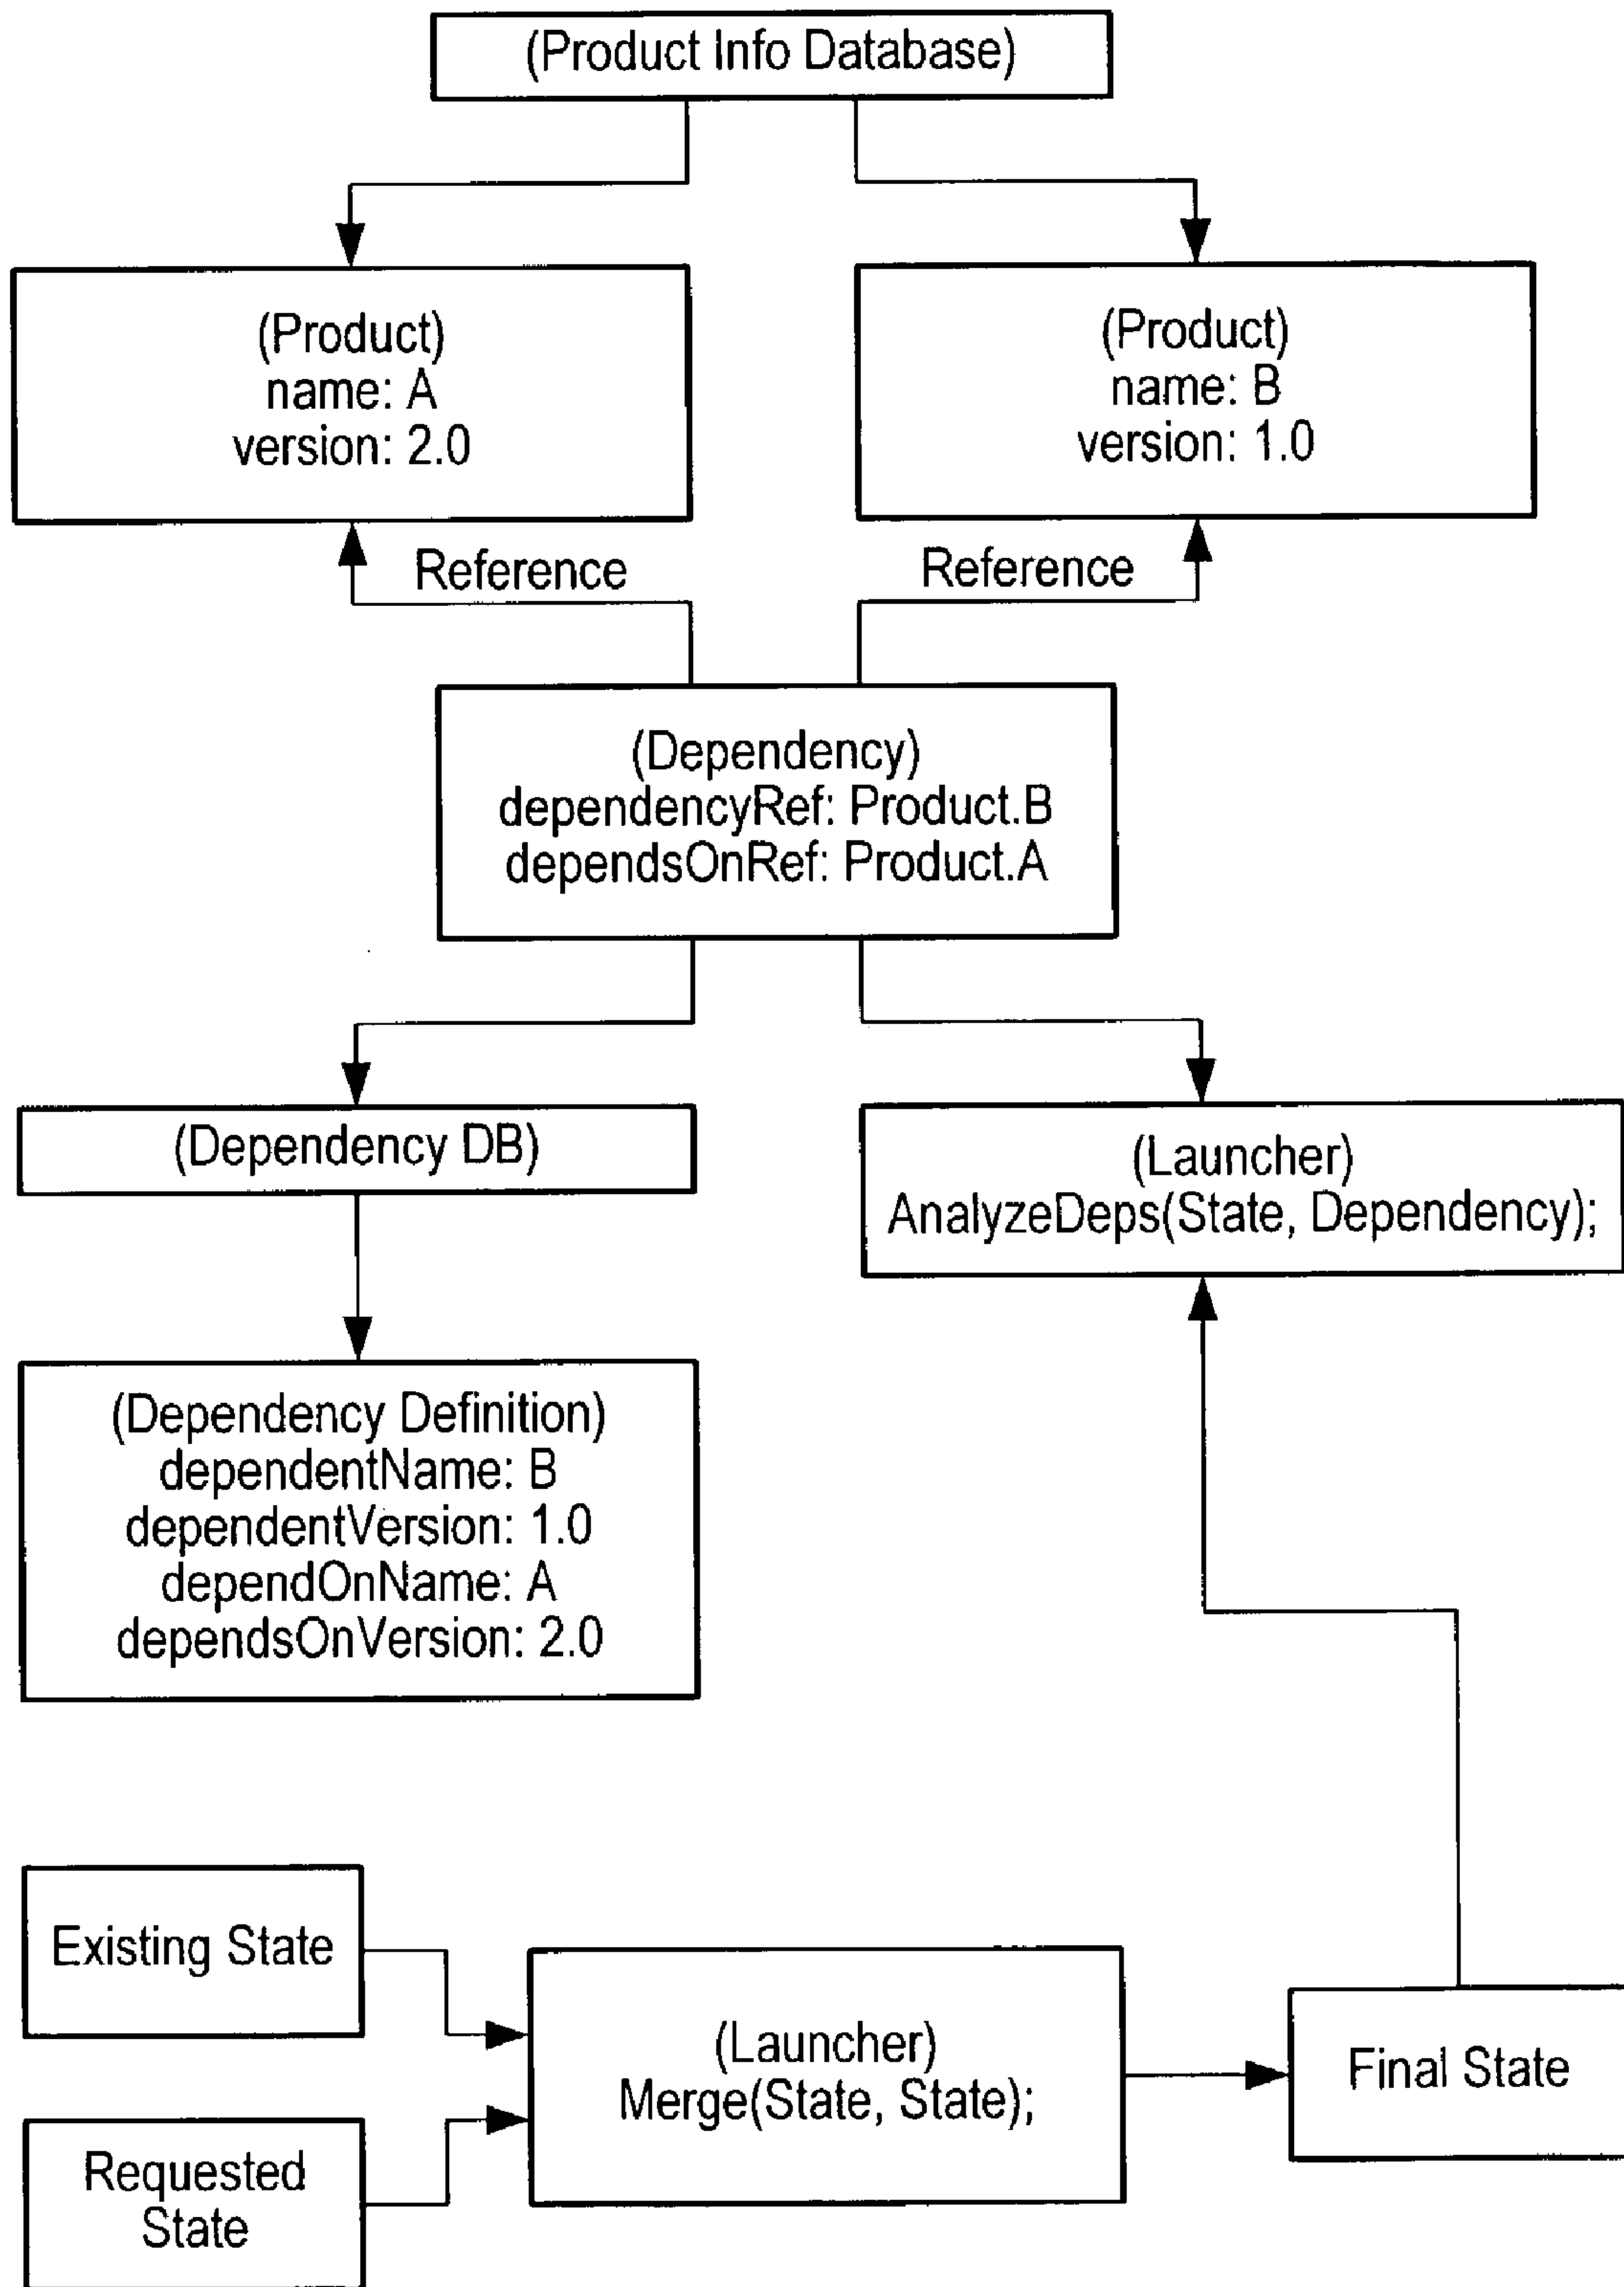 (Product Info Database)
(Product)
name: A
version: 2.0
(Product)
name: B
version: 1.0
Reference
Reference
(Dependency)
dependencyRef: Product.B
dependsOnRef: Product.A
(Dependency DB)
(Launcher)
AnalyzeDeps(State, Dependency);
(Dependency Definition)
dependentName: B
dependentVersion: 1.0
dependOnName: A
dependsOnVersion: 2.0
Existing State
(Launcher)
Merge(State, State);
Final State
Requested
State